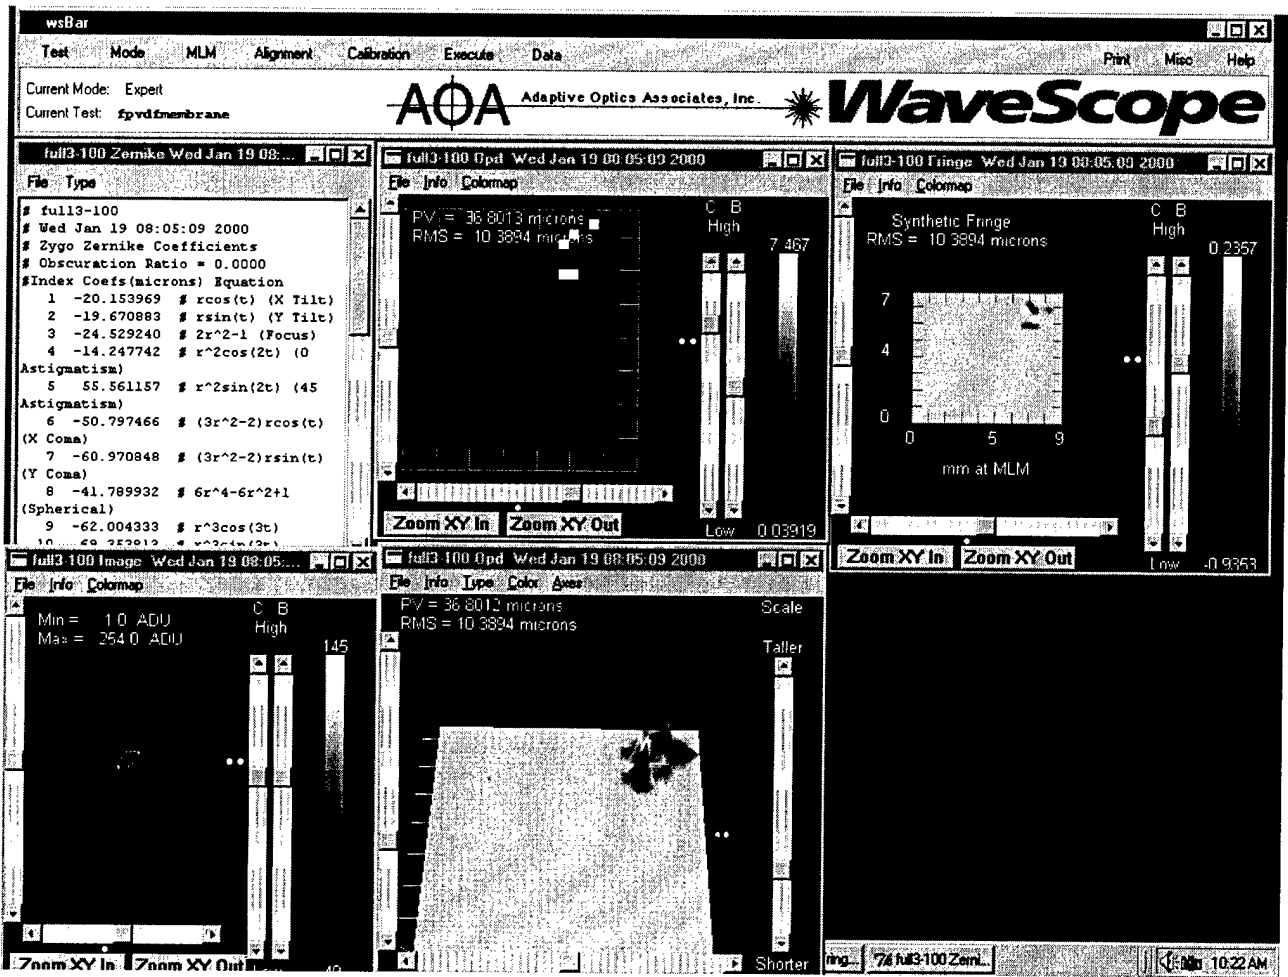 wsBar
Test Mode MLM Alignment Calibration Execute Data Print Misc Help
Current Mode: Expert
Current Test: fpvdfmembrane
AOA Adaptive Optics Associates, Inc. WaveScope
full3-100 Zernike Wed Jan 19 08:...
File Type
# full3-100
# Wed Jan 19 08:05:09 2000
# Zygo Zernike Coefficients
# Obscuration Ratio = 0.0000
#Index Coefs(microns) Equation
1 -20.153969 # rcos(t) (X Tilt)
2 -19.670883 # rsin(t) (Y Tilt)
3 -24.529240 # 2r^2-1 (Focus)
4 -14.247742 # r^2cos(2t) (0
Astigmatism)
5 55.561157 # r^2sin(2t) (45
Astigmatism)
6 -50.797466 # (3r^2-2)rcos(t)
(X Coma)
7 -60.970848 # (3r^2-2)rsin(t)
(Y Coma)
8 -41.789932 # 6r^4-6r^2+1
(Spherical)
9 -62.004333 # r^3cos(3t)
10 -69.353813 # r^3sin(3t)
full3-100 Opd Wed Jan 19 08:05:09 2000
File Info Colormap
PV = 36.8013 microns
RMS = 10.3894 microns
C B
High
7.467
Zoom XY In Zoom XY Out
Low 0.03919
full3-100 Fringe Wed Jan 19 08:05:09 2000
File Info Colormap
Synthetic Fringe
RMS = 10.3894 microns
C B
High
0.2357
7
4
0
0 5 9
mm at MLM
Zoom XY In Zoom XY Out
Low -0.9353
full3-100 Image Wed Jan 19 08:05:...
File Info Colormap
Min = 1.0 ADU
Max = 254.0 ADU
C B
High
145
Zoom XY In Zoom XY Out
Low 49
full3-100 Opd Wed Jan 19 08:05:09 2000
File Info Type Color Axes
PV = 36.8012 microns
RMS = 10.3894 microns
Scale
Taller
Shorter
ring... full3-100 Zerni... 10:22 AM